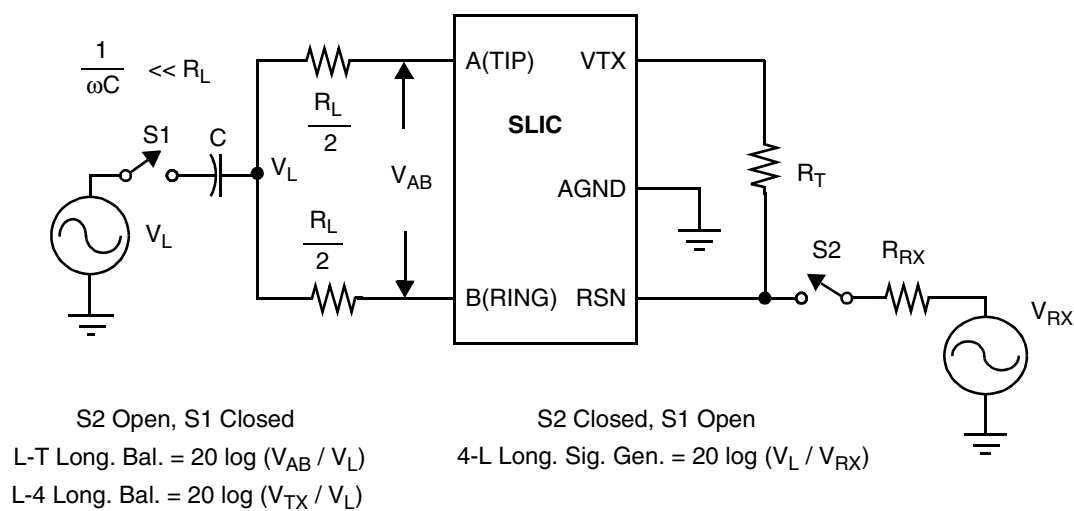 1
ωC
<< R_L
S1
C
V_L
V_L
R_L
2
R_L
2
V_AB
A(TIP)
VTX
SLIC
AGND
B(RING)
RSN
R_T
S2
R_RX
V_RX
S2 Open, S1 Closed
L-T Long. Bal. = 20 log (V_AB / V_L)
L-4 Long. Bal. = 20 log (V_TX / V_L)
S2 Closed, S1 Open
4-L Long. Sig. Gen. = 20 log (V_L / V_RX)